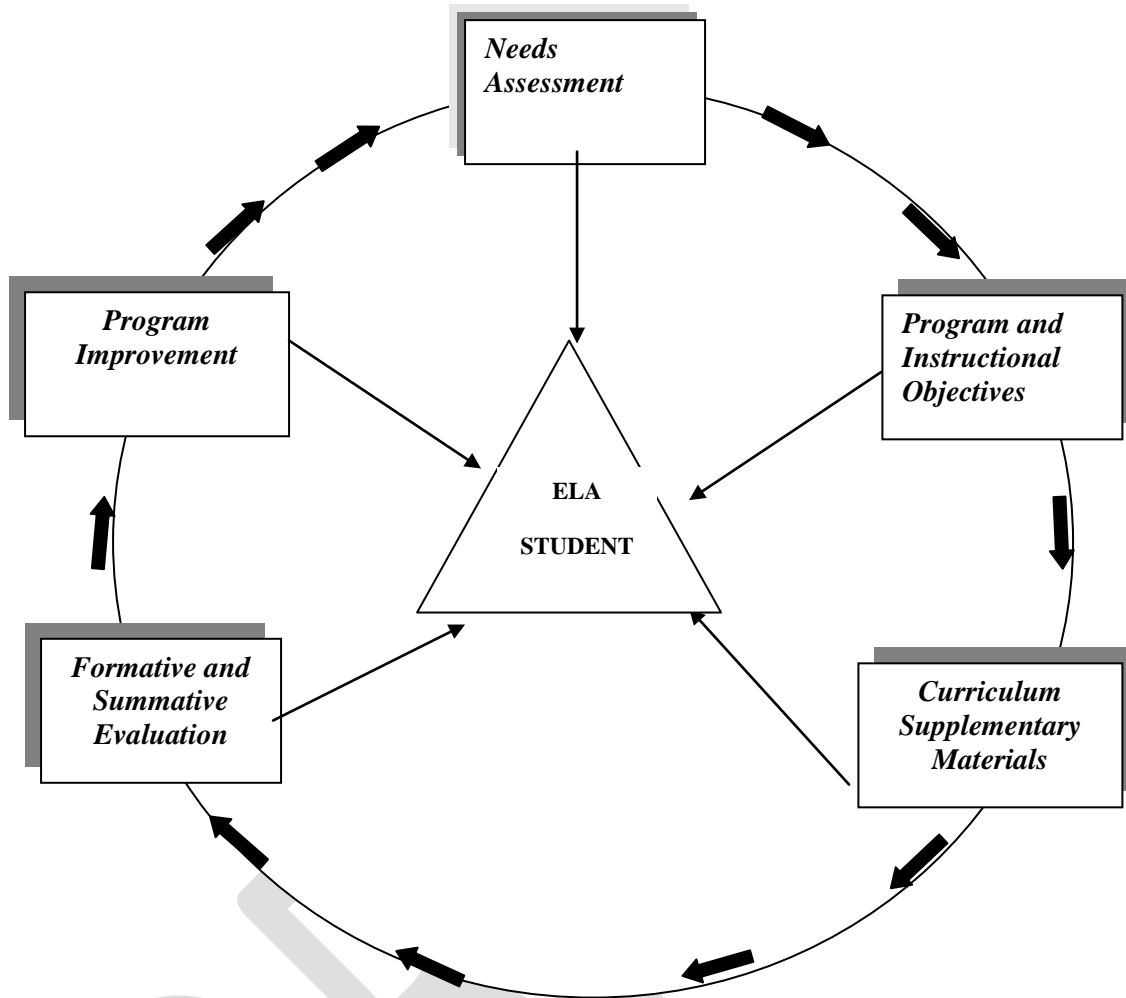 Needs
Assessment
Program and
Instructional
Objectives
Curriculum
Supplementary
Materials
Formative and
Summative
Evaluation
Program
Improvement
ELA
STUDENT